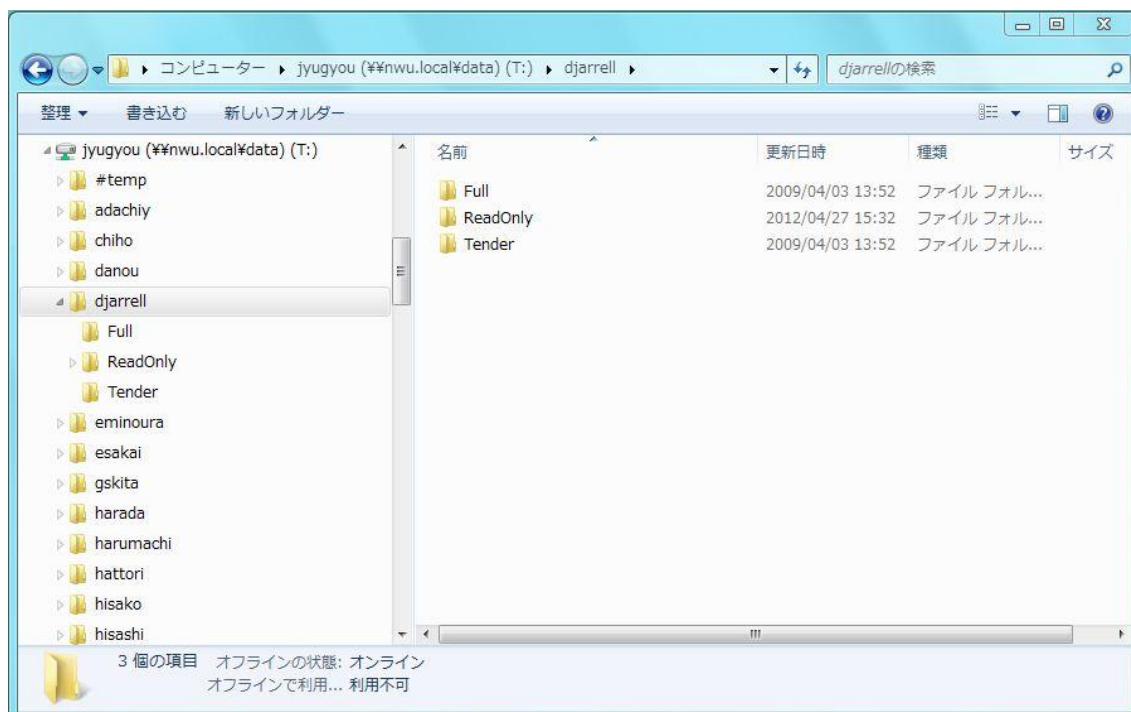 コンピューター ▸ jyugyou (¥¥nwu.local¥data) (T:) ▸ djarrell ▸
djarrellの検索
整理 書き込む 新しいフォルダー
jyugyou (¥¥nwu.local¥data) (T:)
#temp
adachiy
chiho
danou
djarrell
Full
ReadOnly
Tender
eminoura
esakai
gskita
harada
harumachi
hattori
hisako
hisashi
名前 更新日時 種類 サイズ
Full 2009/04/03 13:52 ファイル フォル...
ReadOnly 2012/04/27 15:32 ファイル フォル...
Tender 2009/04/03 13:52 ファイル フォル...
3 個の項目 オフラインの状態: オンライン
オフラインで利用... 利用不可